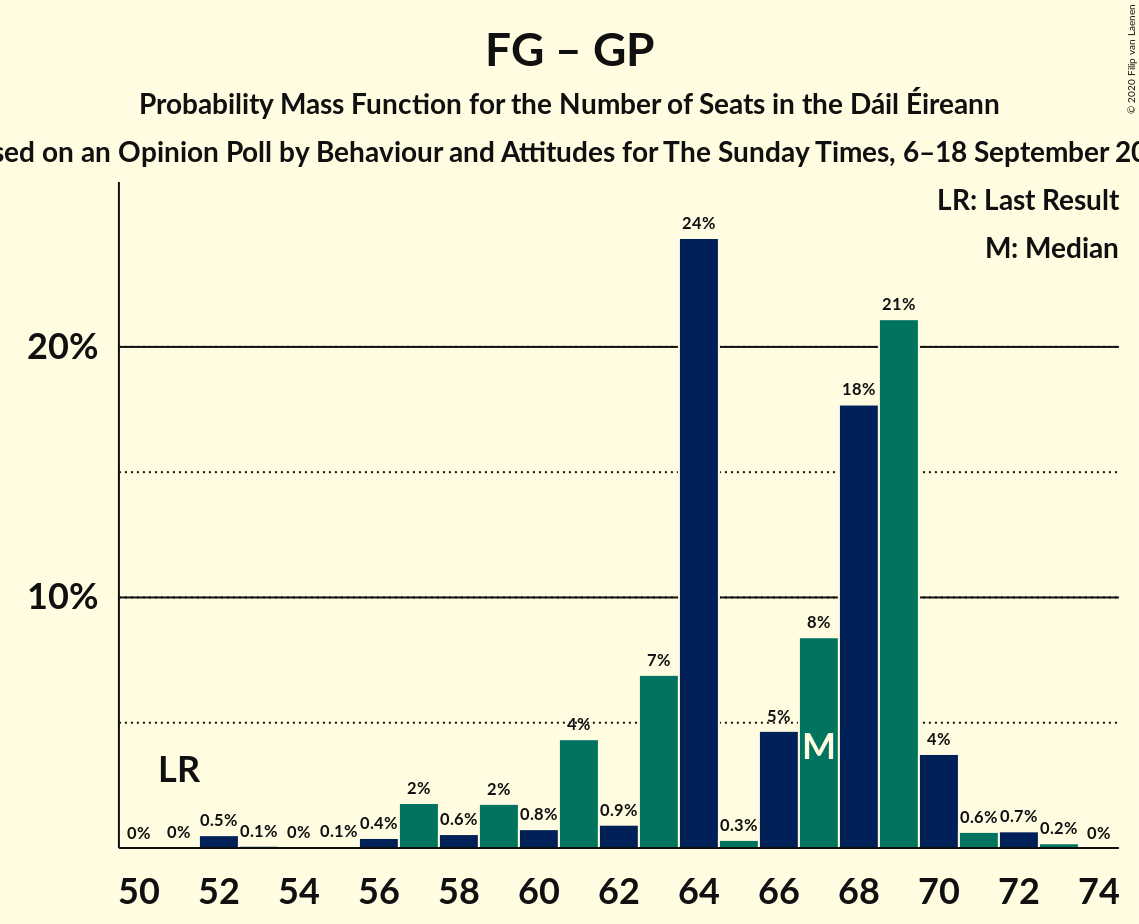 FG – GP
Probability Mass Function for the Number of Seats in the Dáil Éireann
sed on an Opinion Poll by Behaviour and Attitudes for The Sunday Times, 6–18 September 20
© 2020 Filip van Laenen
LR: Last Result
M: Median
20%
10%
LR
M
0% 0% 0.5% 0.1% 0% 0.1% 0.4% 2% 0.6% 2% 0.8% 4% 0.9% 7% 24% 0.3% 5% 8% 18% 21% 4% 0.6% 0.7% 0.2% 0%
50 52 54 56 58 60 62 64 66 68 70 72 74